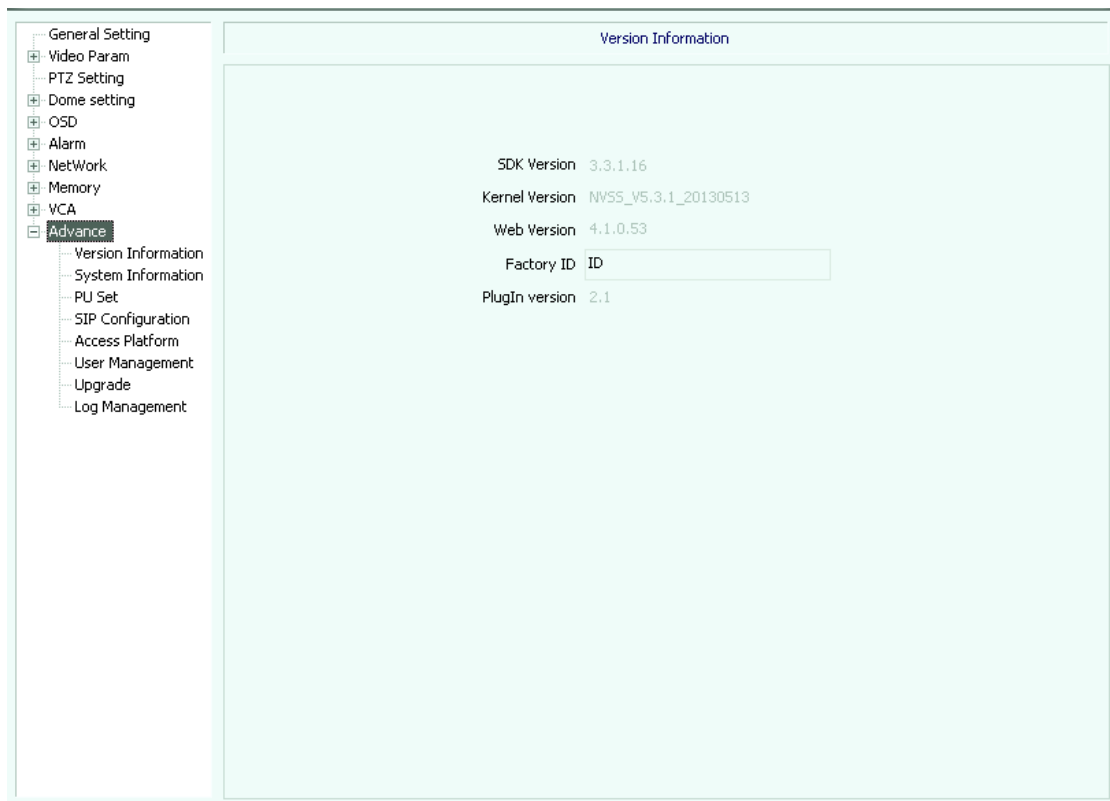 General Setting
Video Param
PTZ Setting
Dome setting
OSD
Alarm
NetWork
Memory
VCA
Advance
Version Information
System Information
PU Set
SIP Configuration
Access Platform
User Management
Upgrade
Log Management
Version Information
SDK Version 3.3.1.16
Kernel Version NVSS_V5.3.1_20130513
Web Version 4.1.0.53
Factory ID ID
PlugIn version 2.1